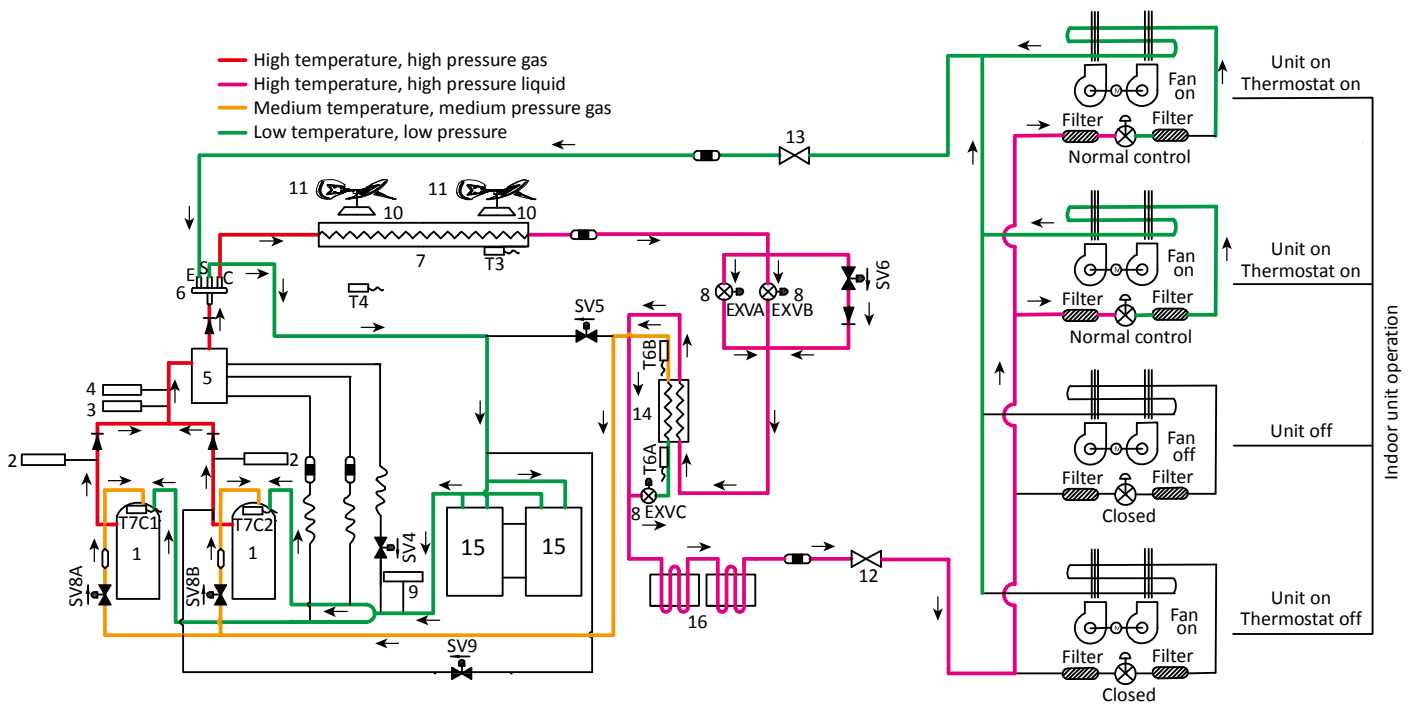 High temperature, high pressure gas
High temperature, high pressure liquid
Medium temperature, medium pressure gas
Low temperature, low pressure
Fan
on
Filter
Filter
Normal control
Unit on
Thermostat on
13
11
11
10
10
7
T3
T4
E
S
C
6
8
EXVA
8
EXVB
SV6
SV5
Fan
on
Filter
Filter
Normal control
Unit on
Thermostat on
5
4
3
2
2
T6B
14
T6A
8
EXVC
Fan
off
Filter
Filter
Closed
Unit off
Indoor unit operation
T7C1
T7C2
1
1
SV8A
SV8B
SV4
9
15
15
12
16
SV9
Fan
on
Filter
Filter
Closed
Unit on
Thermostat off